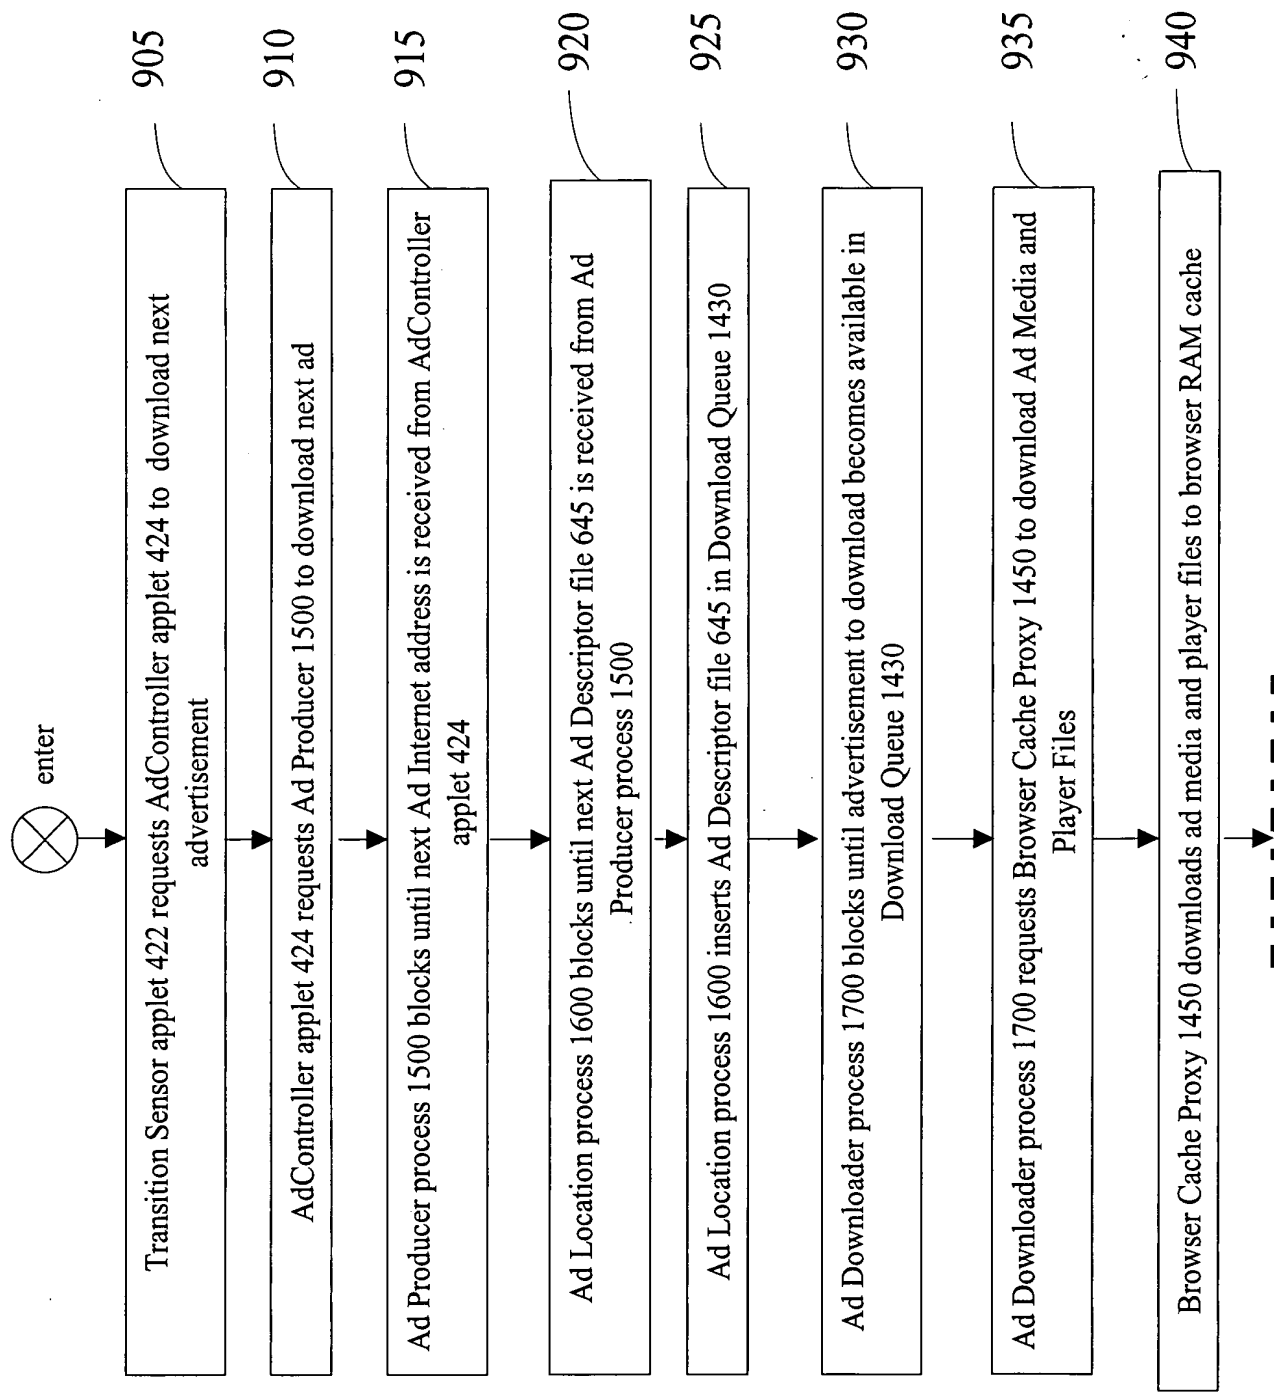 enter
905
Transition Sensor applet 422 requests AdController applet 424 to download next
advertisement
910
AdController applet 424 requests Ad Producer 1500 to download next ad
915
Ad Producer process 1500 blocks until next Ad Internet address is received from AdController
applet 424
920
Ad Location process 1600 blocks until next Ad Descriptor file 645 is received from Ad
Producer process 1500
925
Ad Location process 1600 inserts Ad Descriptor file 645 in Download Queue 1430
930
Ad Downloader process 1700 blocks until advertisement to download becomes available in
Download Queue 1430
935
Ad Downloader process 1700 requests Browser Cache Proxy 1450 to download Ad Media and
Player Files
940
Browser Cache Proxy 1450 downloads ad media and player files to browser RAM cache